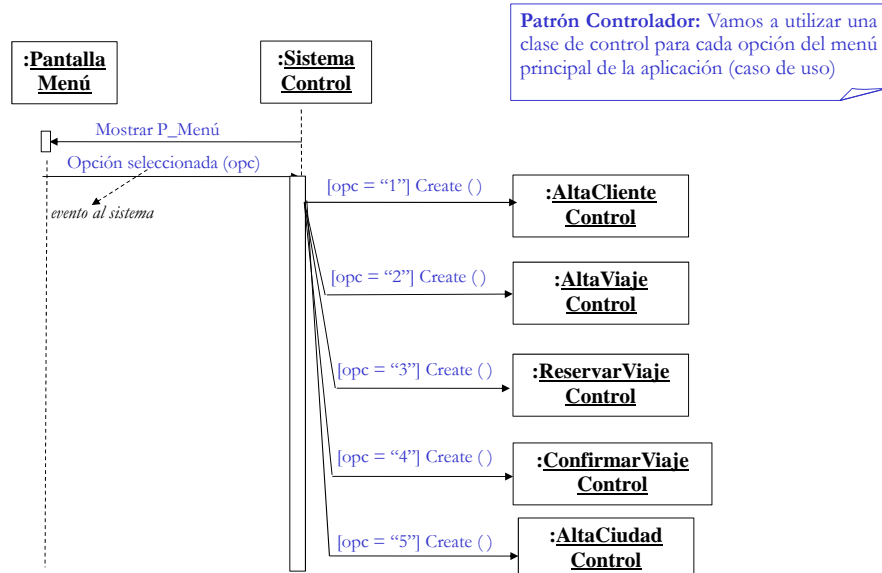 Patrón Controlador: Vamos a utilizar una
clase de control para cada opción del menú
principal de la aplicación (caso de uso)
:Pantalla
Menú
:Sistema
Control
Mostrar P_Menú
Opción seleccionada (opc)
evento al sistema
[opc = “1”] Create ( )
:AltaCliente
Control
[opc = “2”] Create ( )
:AltaViaje
Control
[opc = “3”] Create ( )
:ReservarViaje
Control
[opc = “4”] Create ( )
:ConfirmarViaje
Control
[opc = “5”] Create ( )
:AltaCiudad
Control